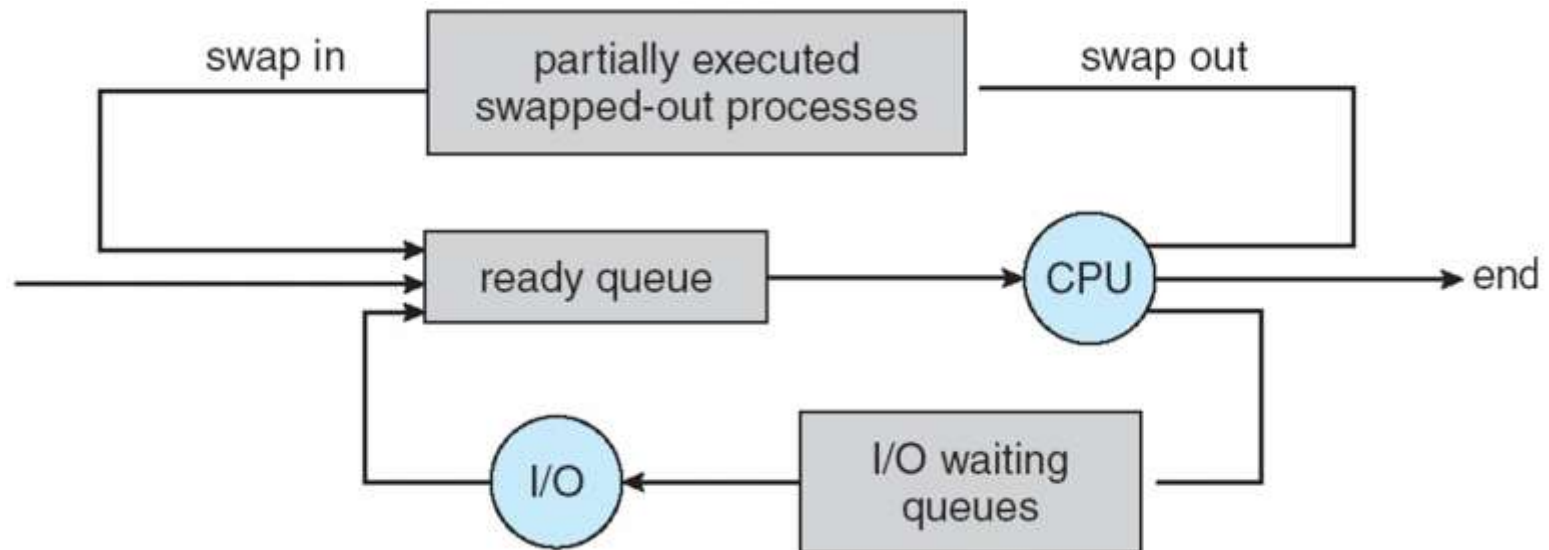 swap in
partially executed
swapped-out processes
swap out
ready queue
CPU
end
I/O
I/O waiting
queues